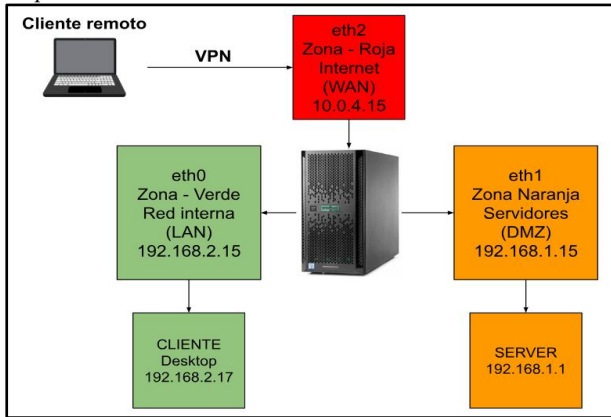 Cliente remoto
VPN
eth2
Zona - Roja
Internet
(WAN)
10.0.4.15
eth0
Zona - Verde
Red interna
(LAN)
192.168.2.15
eth1
Zona Naranja
Servidores
(DMZ)
192.168.1.15
CLIENTE
Desktop
192.168.2.17
SERVER
192.168.1.1